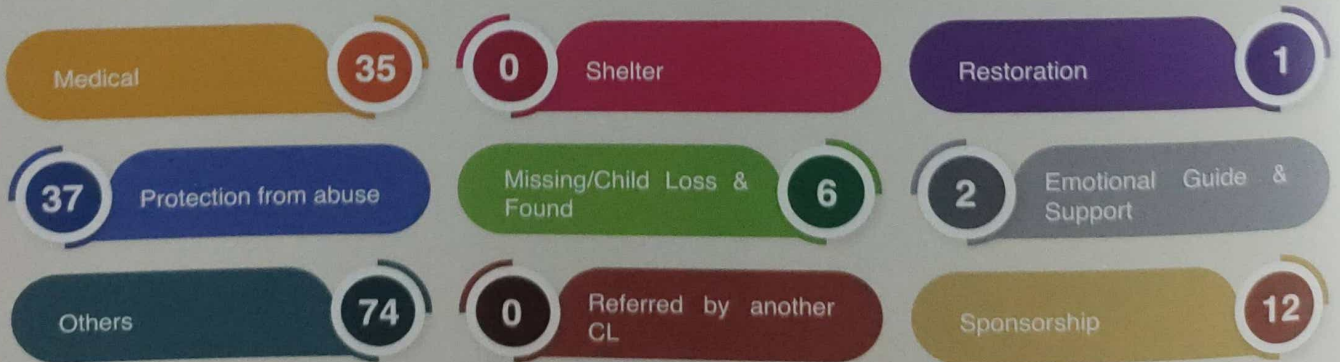 Medical 35
0 Shelter
Restoration 1
37 Protection from abuse
Missing/Child Loss &
Found 6
2 Emotional Guide &
Support
Others 74
0 Referred by another
CL
Sponsorship 12